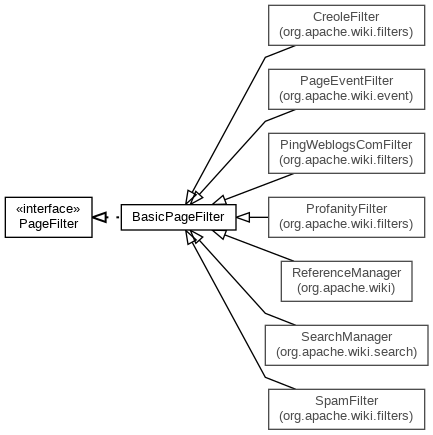 CreoleFilter
(org.apache.wiki.filters)
PageEventFilter
(org.apache.wiki.event)
PingWeblogsComFilter
(org.apache.wiki.filters)
«interface»
PageFilter
BasicPageFilter
ProfanityFilter
(org.apache.wiki.filters)
ReferenceManager
(org.apache.wiki)
SearchManager
(org.apache.wiki.search)
SpamFilter
(org.apache.wiki.filters)